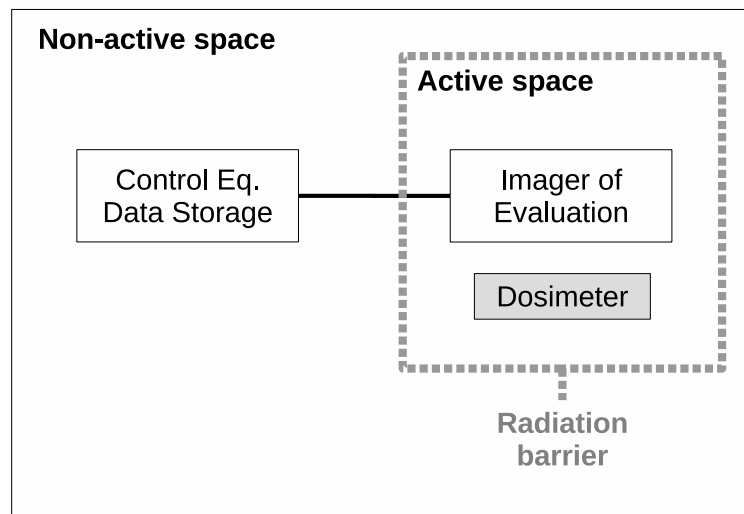 Non-active space
Active space
Control Eq.
Data Storage
Imager of
Evaluation
Dosimeter
Radiation
barrier